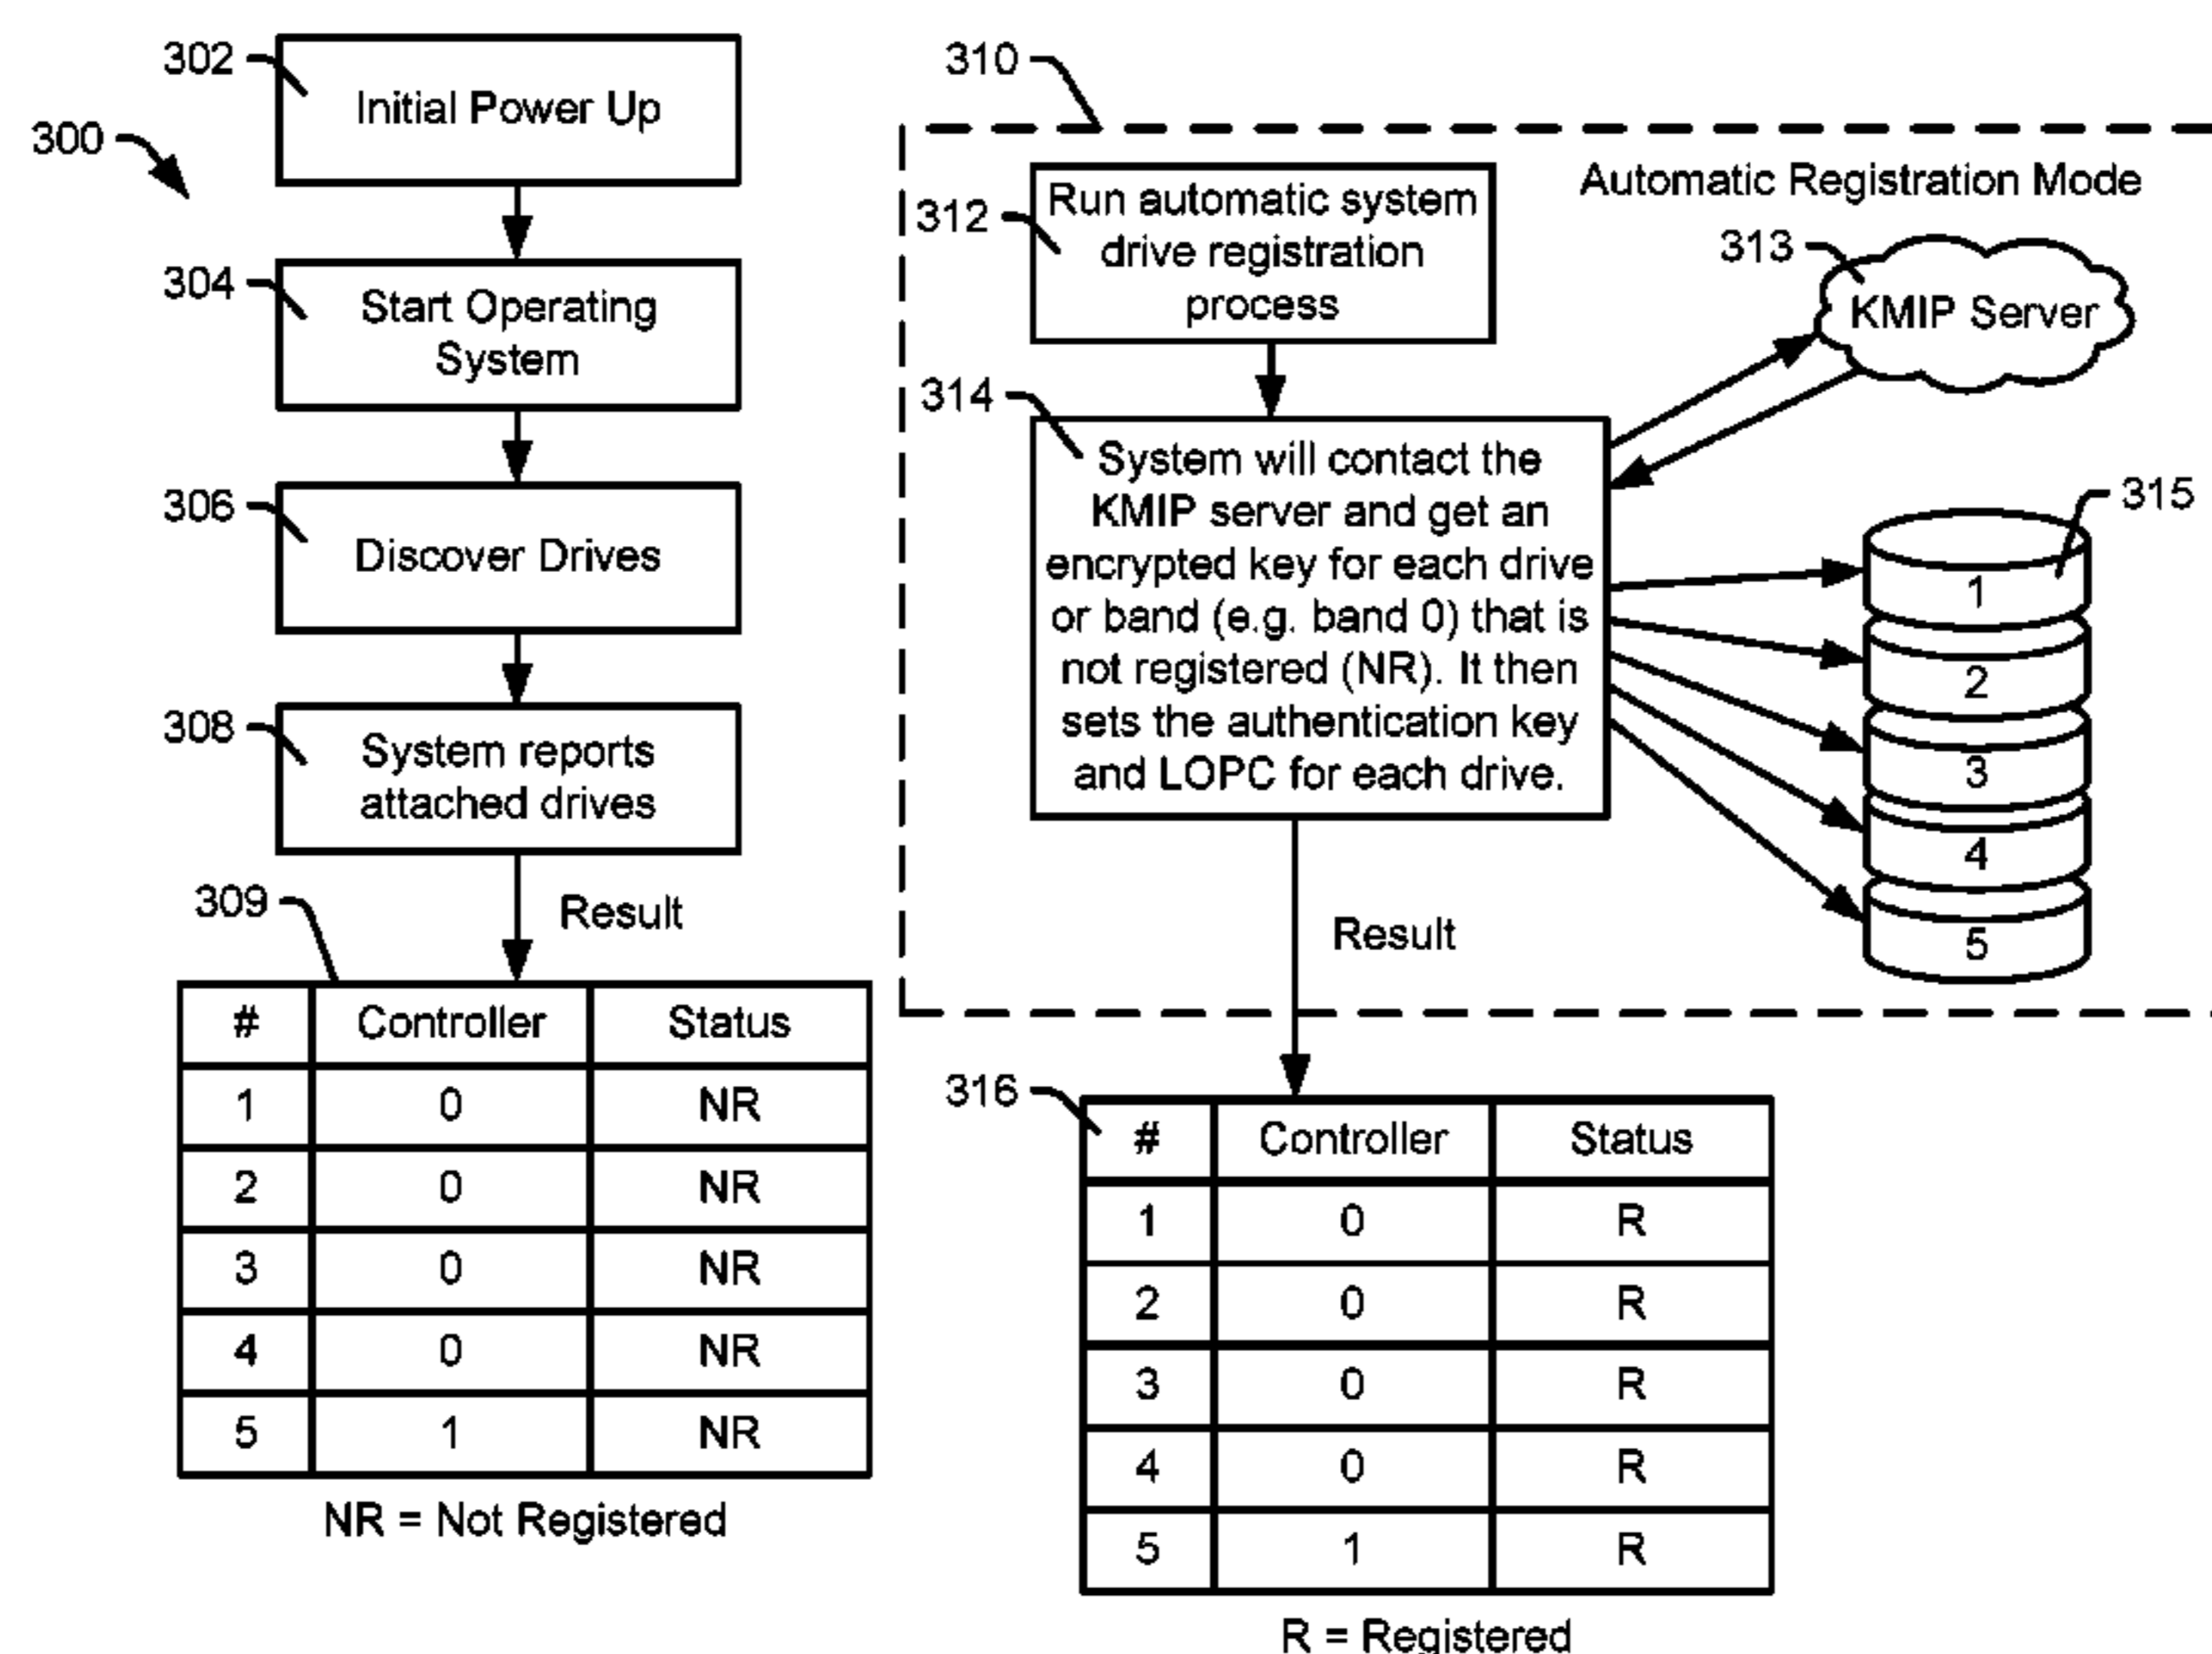 300
302
Initial Power Up
304
Start Operating
System
306
Discover Drives
308
System reports
attached drives
Result
309
# Controller Status
1 0 NR
2 0 NR
3 0 NR
4 0 NR
5 1 NR
NR = Not Registered
310
Automatic Registration Mode
312
Run automatic system
drive registration
process
313
KMIP Server
314
System will contact the
KMIP server and get an
encrypted key for each drive
or band (e.g. band 0) that is
not registered (NR). It then
sets the authentication key
and LOPC for each drive.
315
1
2
3
4
5
Result
316
# Controller Status
1 0 R
2 0 R
3 0 R
4 0 R
5 1 R
R = Registered